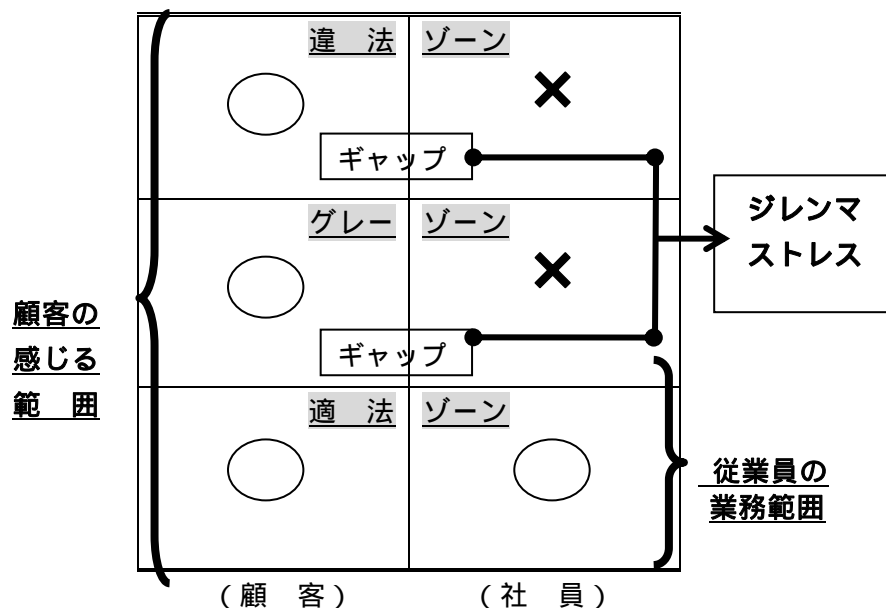 違　法　ゾーン
ギャップ
グレー　ゾーン
ギャップ
適　法　ゾーン
ジレンマ
ストレス
顧客の
感じる
範　囲
従業員の
業務範囲
（顧　客）　（社　員）